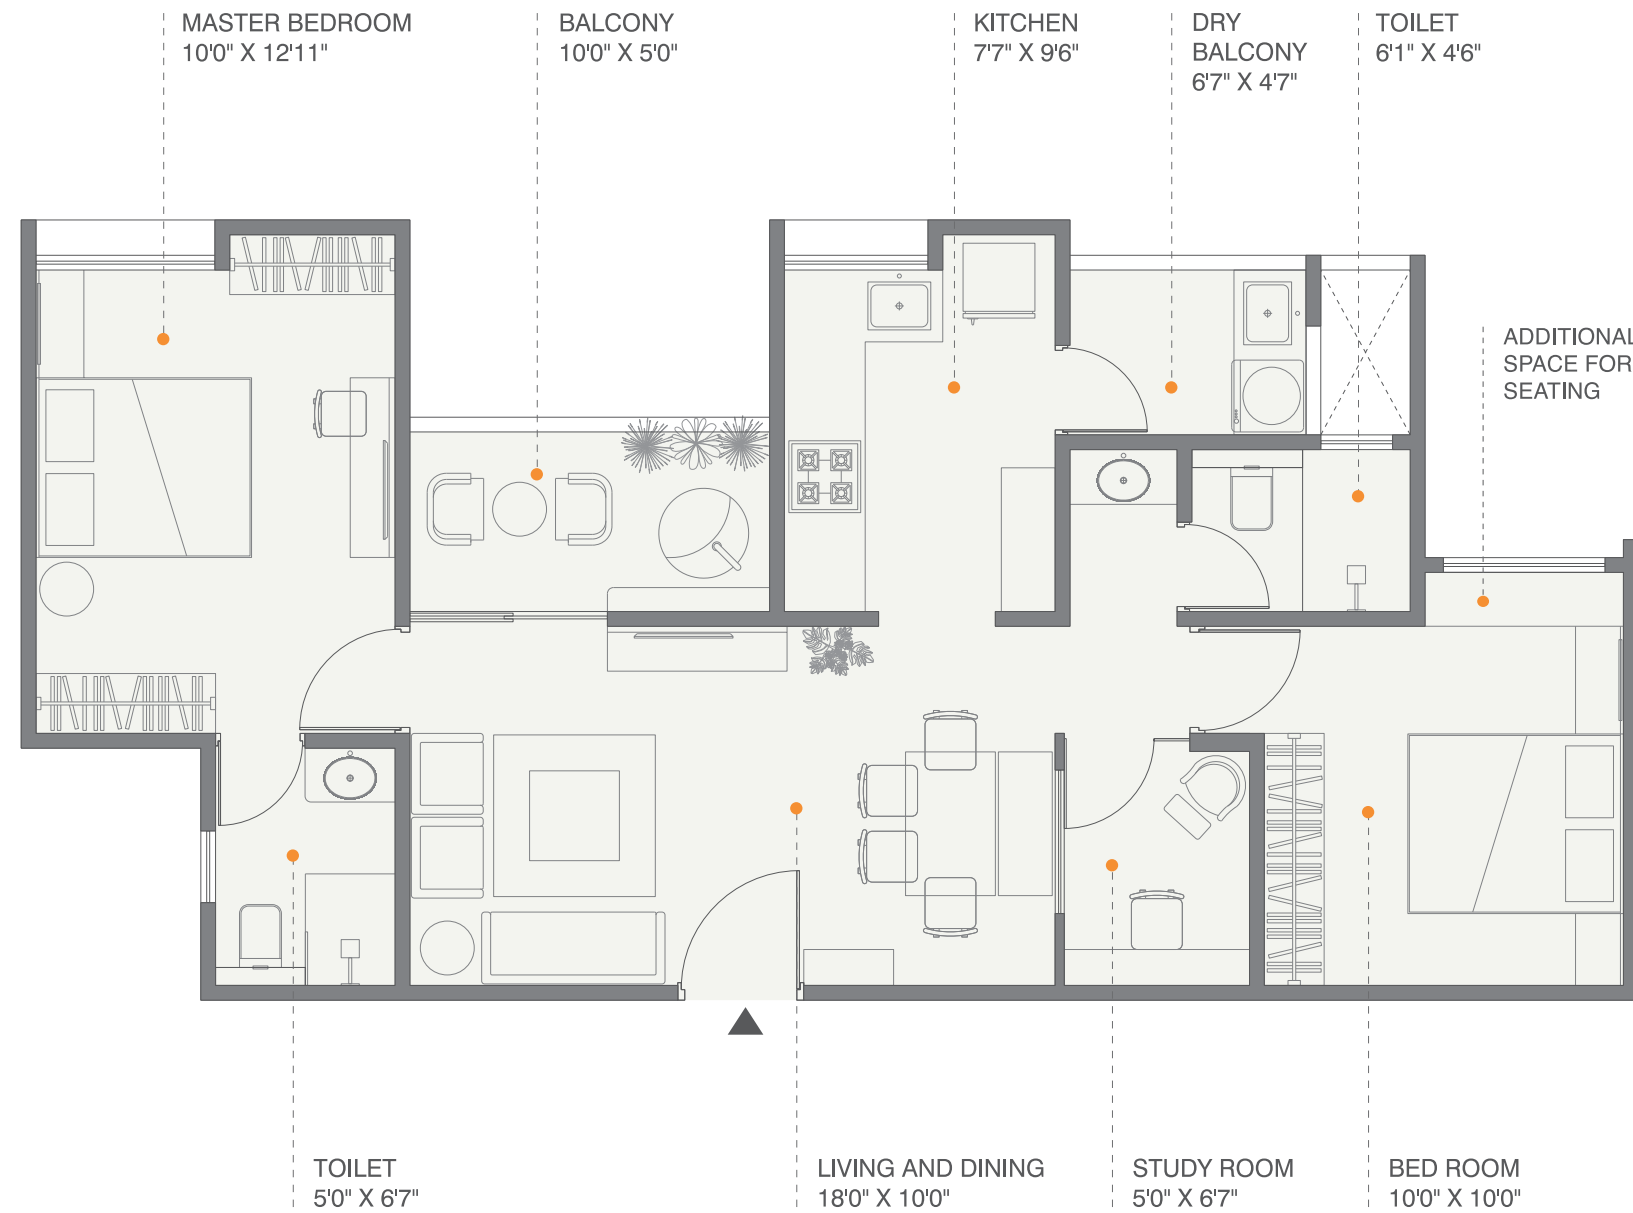 MASTER BEDROOM
10'0" X 12'11"
BALCONY
10'0" X 5'0"
KITCHEN
7'7" X 9'6"
DRY
BALCONY
6'7" X 4'7"
TOILET
6'1" X 4'6"
ADDITIONAL
SPACE FOR
SEATING
TOILET
5'0" X 6'7"
LIVING AND DINING
18'0" X 10'0"
STUDY ROOM
5'0" X 6'7"
BED ROOM
10'0" X 10'0"